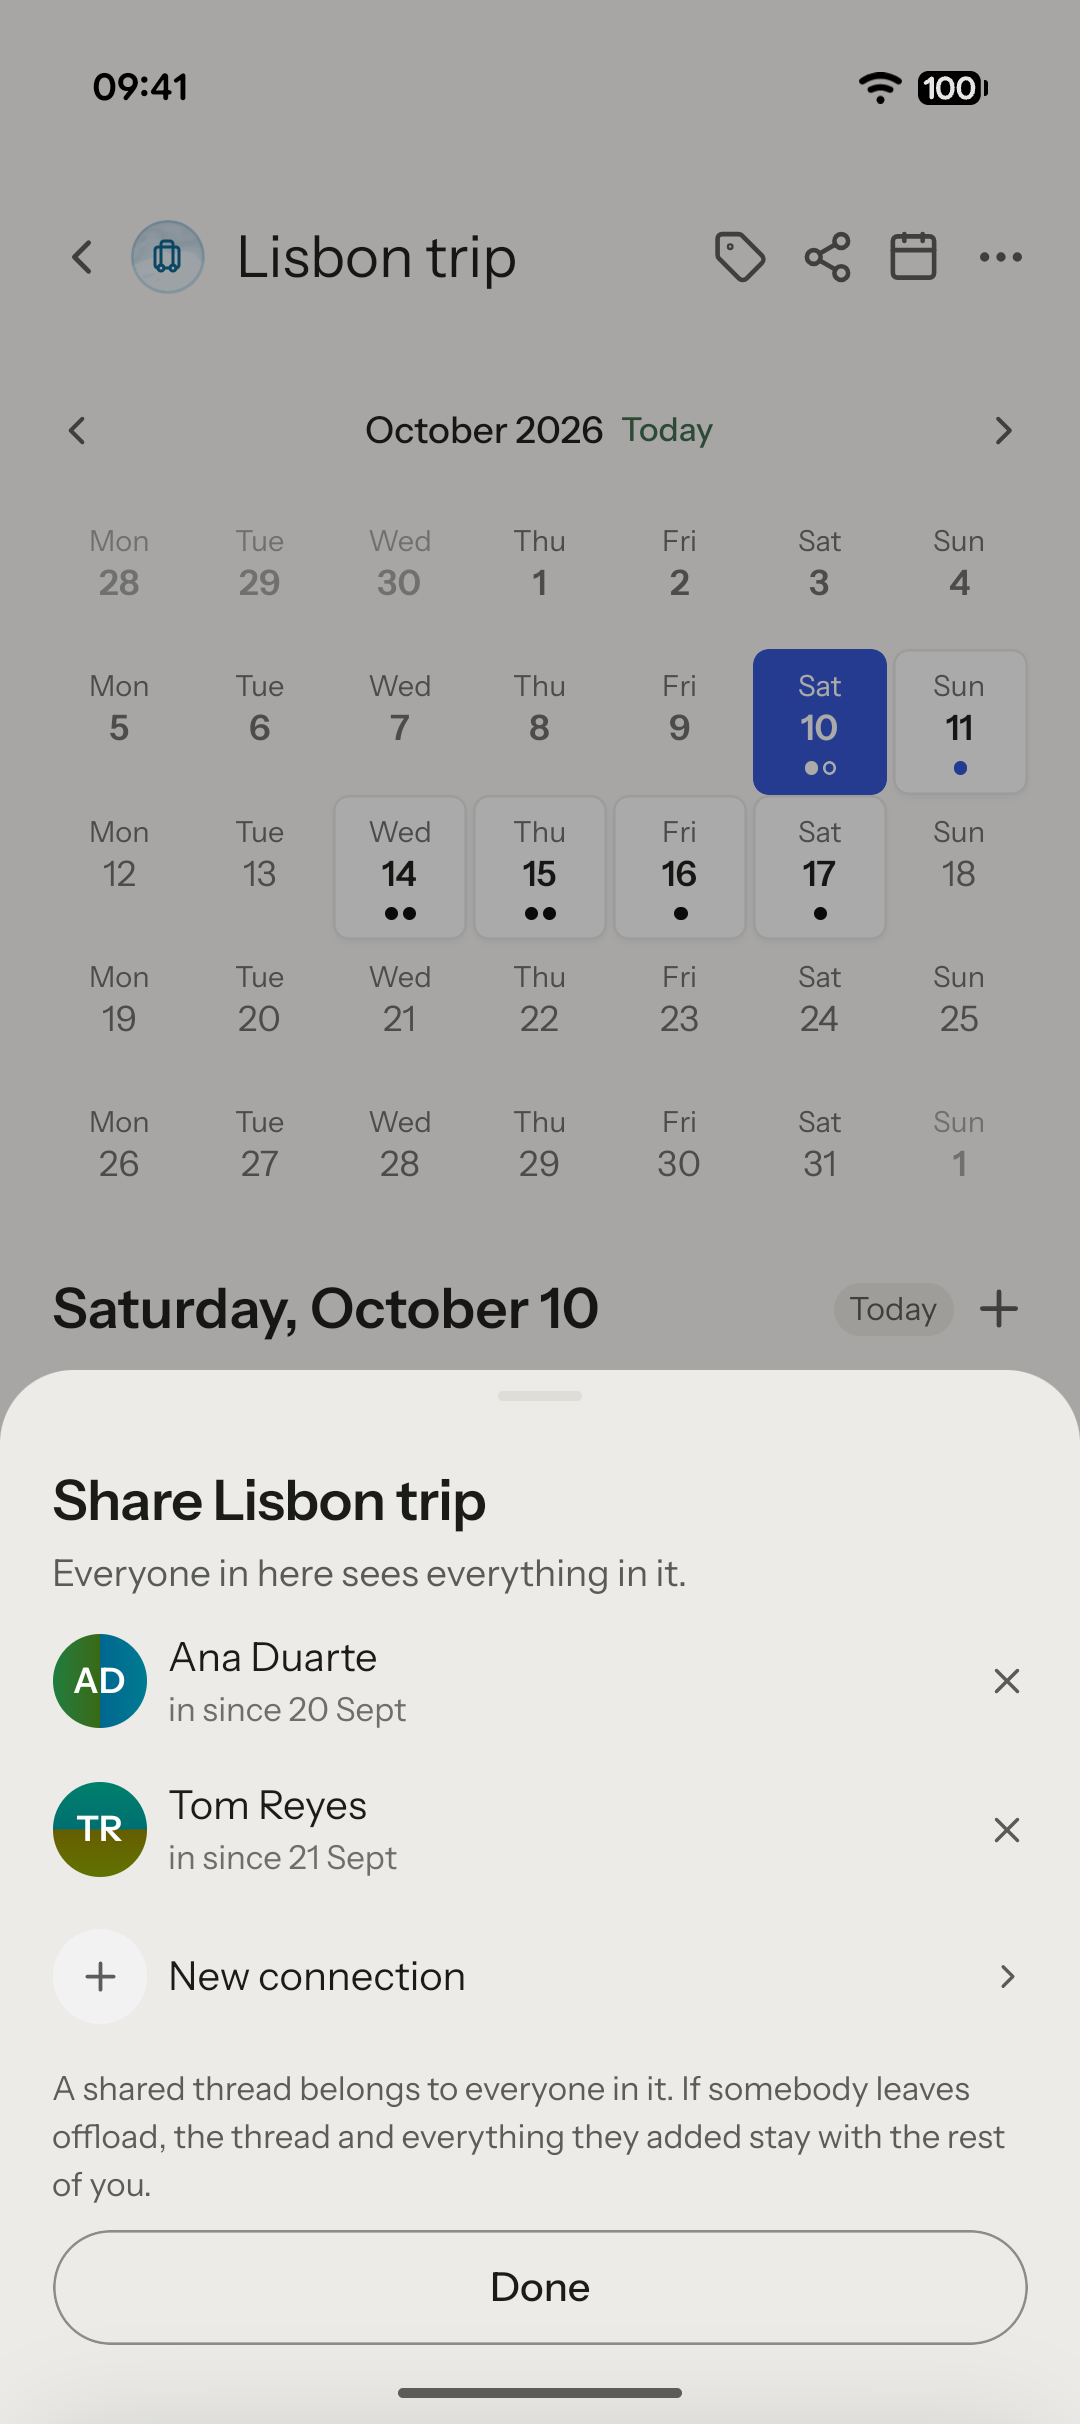 09:41
100
Lisbon trip
October 2026 Today
Mon Tue Wed Thu Fri Sat Sun
28 29 30 1 2 3 4
Mon Tue Wed Thu Fri Sat Sun
5 6 7 8 9 10 11
Mon Tue Wed Thu Fri Sat Sun
12 13 14 15 16 17 18
Mon Tue Wed Thu Fri Sat Sun
19 20 21 22 23 24 25
Mon Tue Wed Thu Fri Sat Sun
26 27 28 29 30 31 1
Saturday, October 10
Today
Share Lisbon trip
Everyone in here sees everything in it.
AD
Ana Duarte
in since 20 Sept
TR
Tom Reyes
in since 21 Sept
New connection
A shared thread belongs to everyone in it. If somebody leaves
offload, the thread and everything they added stay with the rest
of you.
Done